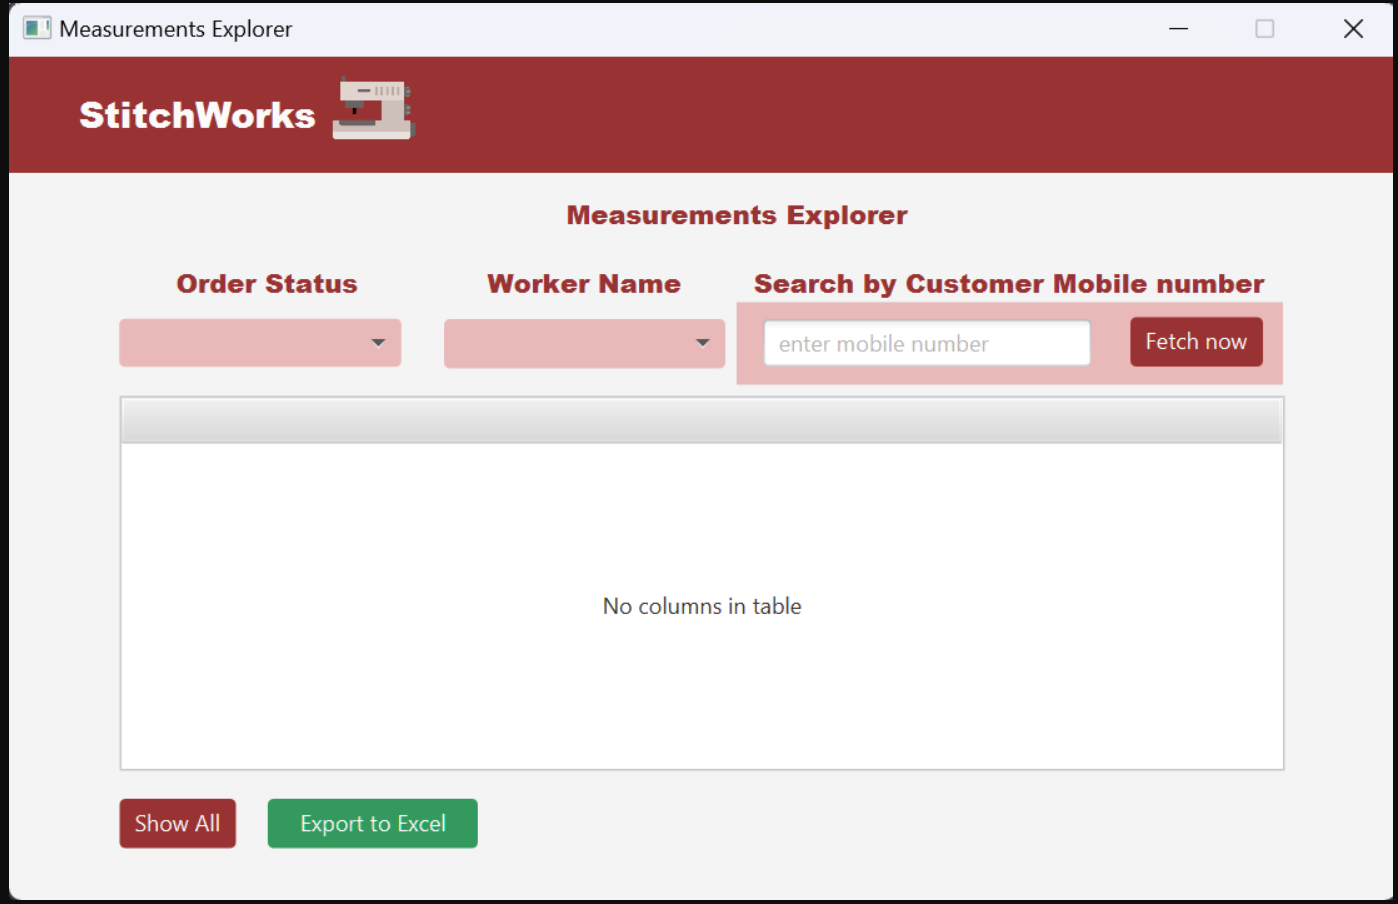 Measurements Explorer
StitchWorks
Measurements Explorer
Order Status
Worker Name
Search by Customer Mobile number
enter mobile number
Fetch now
No columns in table
Show All
Export to Excel